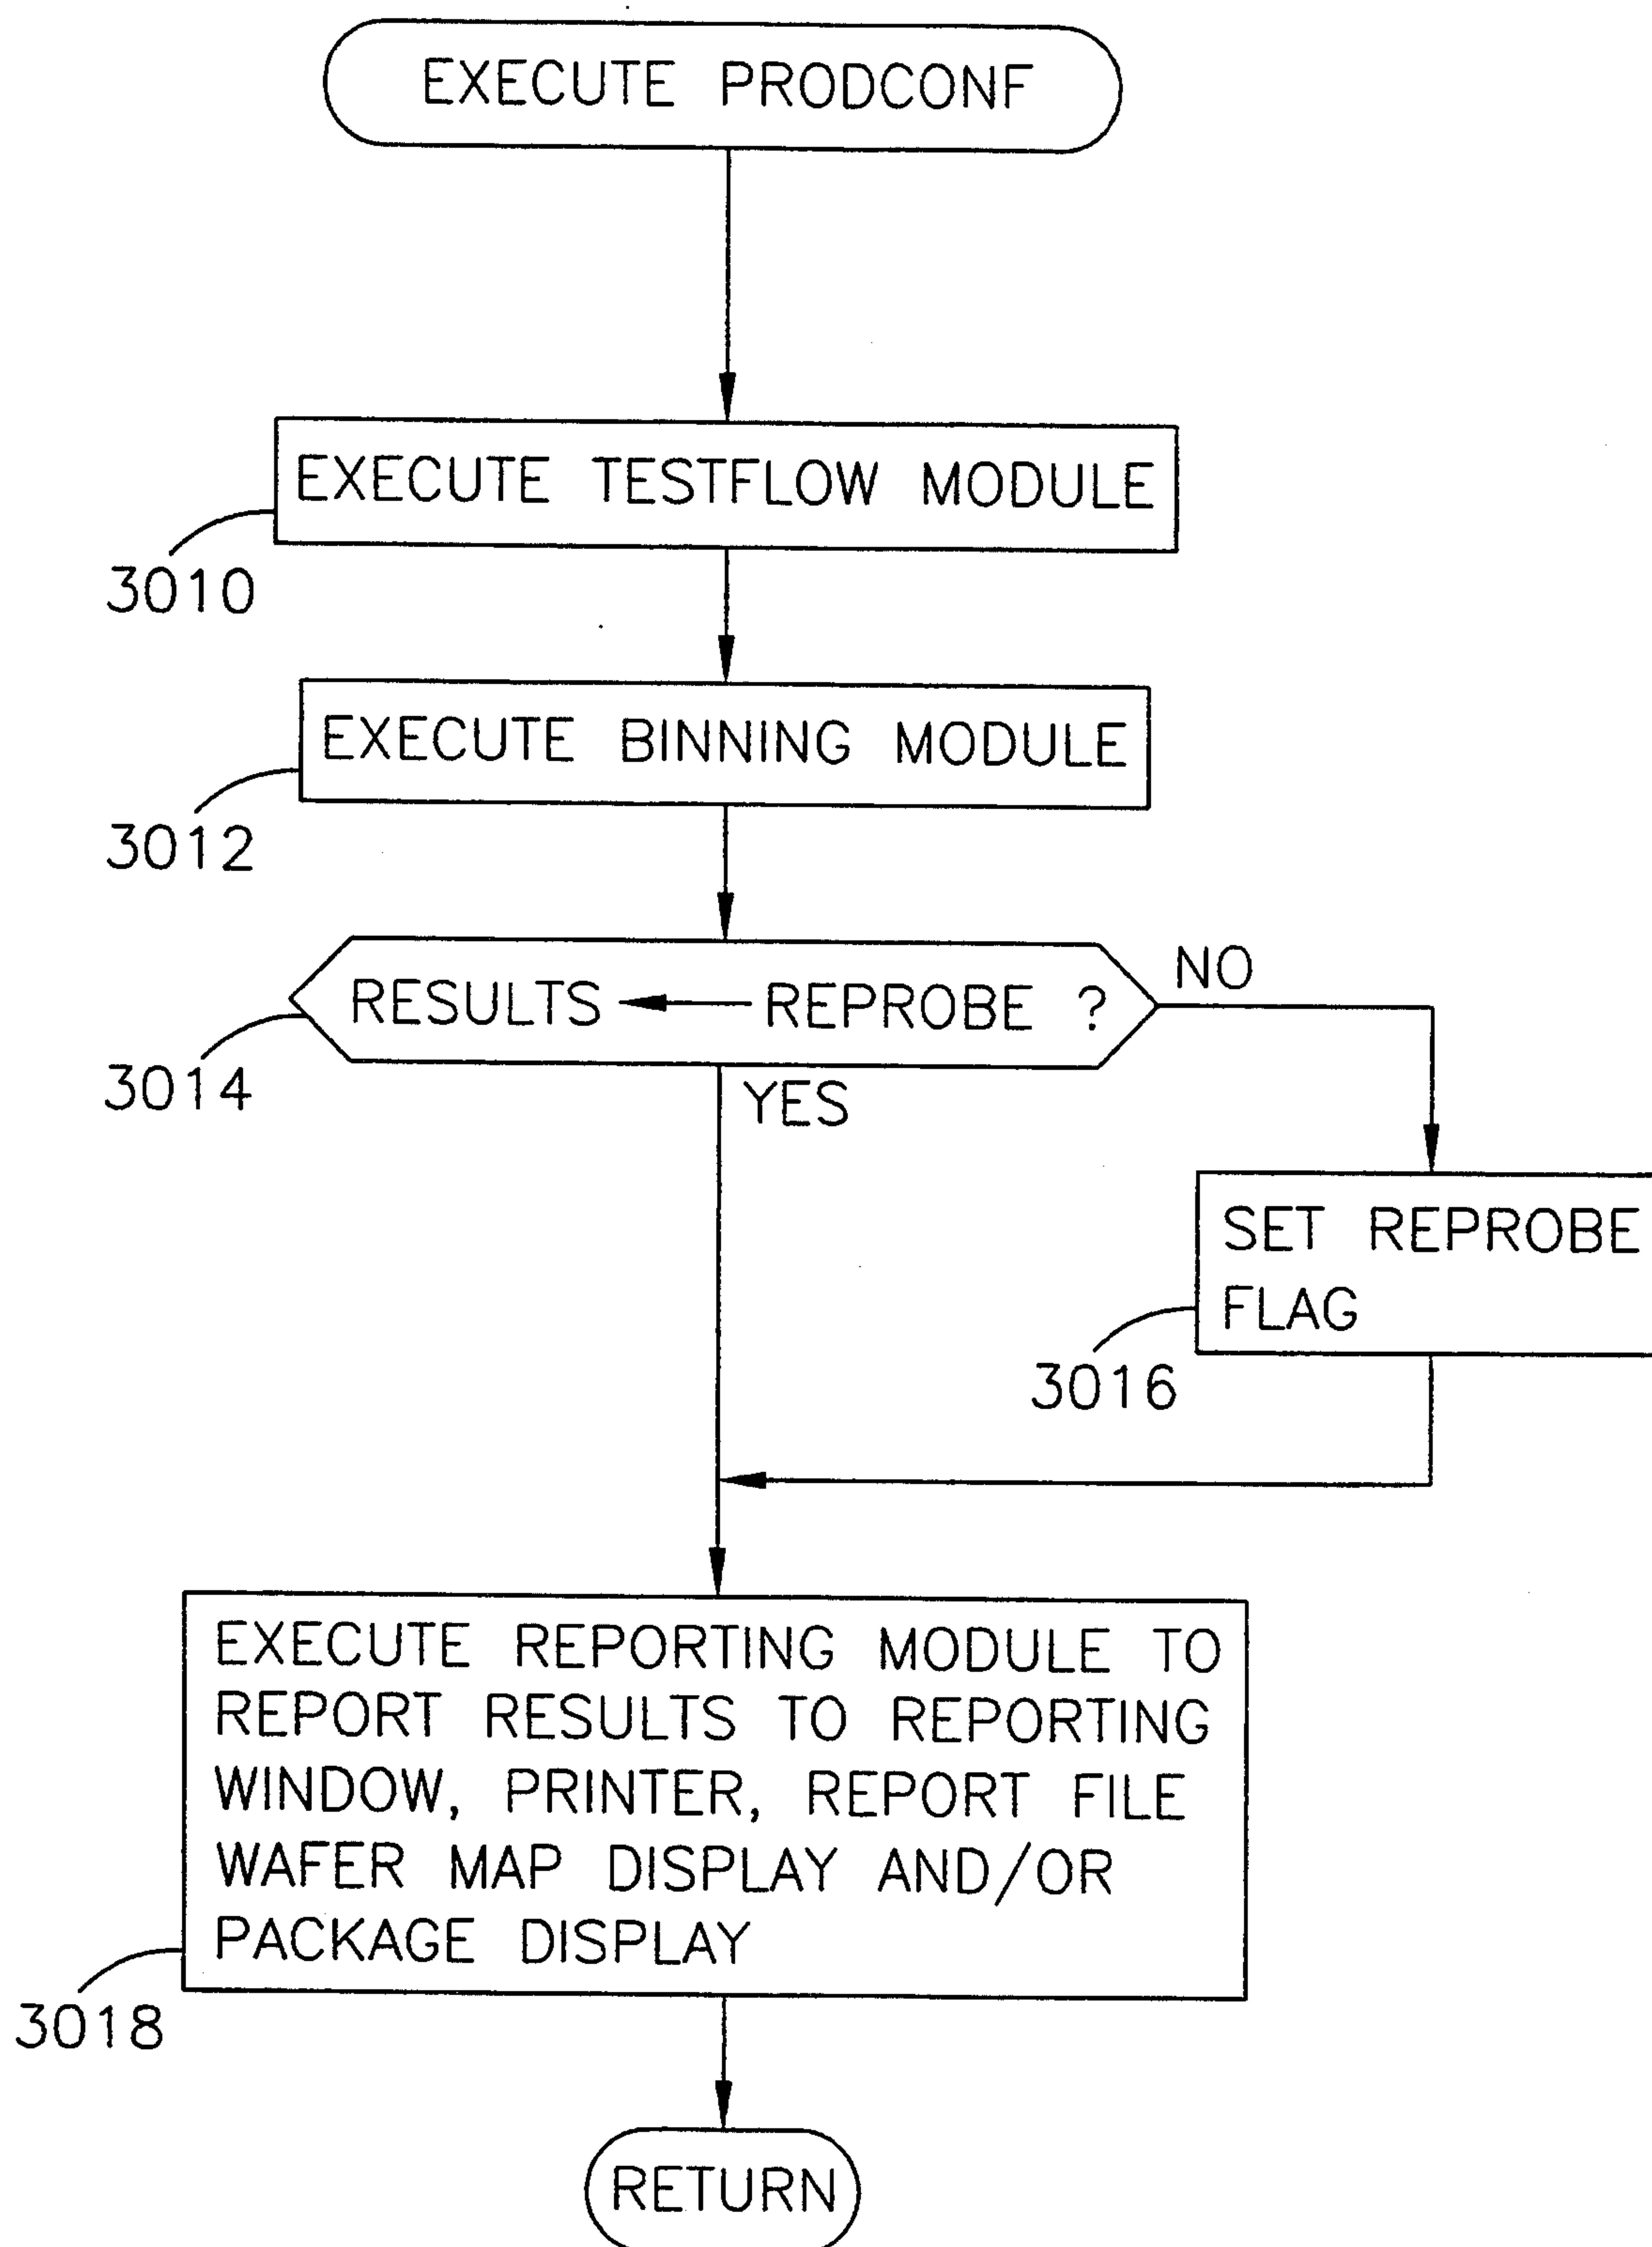 EXECUTE PRODCONF
EXECUTE TESTFLOW MODULE
3010
EXECUTE BINNING MODULE
3012
RESULTS ← REPROBE ?
NO
3014
YES
SET REPROBE
FLAG
3016
EXECUTE REPORTING MODULE TO
REPORT RESULTS TO REPORTING
WINDOW, PRINTER, REPORT FILE
WAFER MAP DISPLAY AND/OR
PACKAGE DISPLAY
3018
RETURN